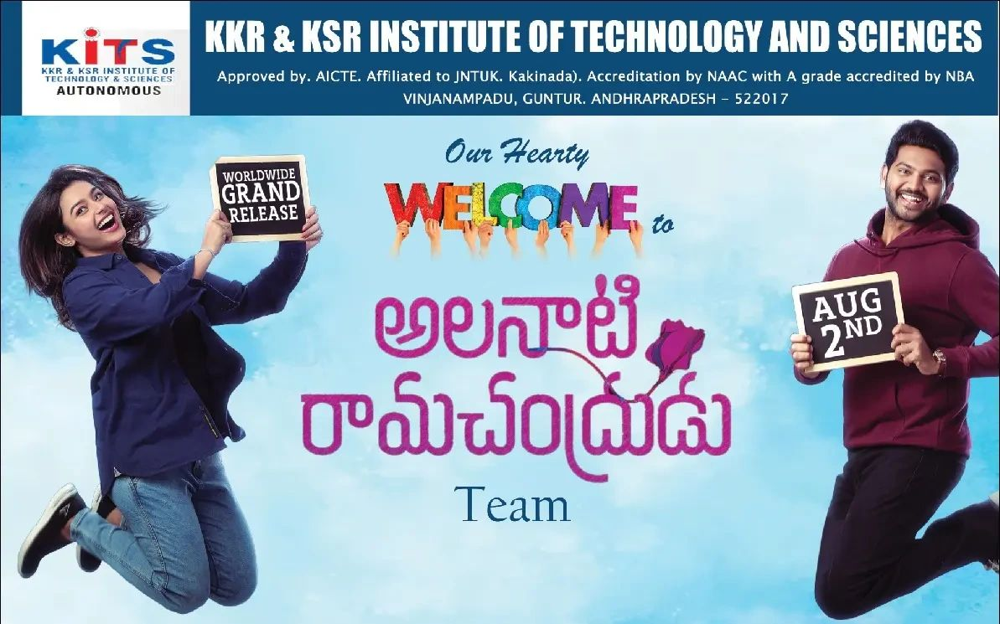 KiTS
KKR & KSR INSTITUTE OF
TECHNOLOGY & SCIENCES
AUTONOMOUS
KKR & KSR INSTITUTE OF TECHNOLOGY AND SCIENCES
Approved by. AICTE. Affiliated to JNTUK. Kakinada). Accreditation by NAAC with A grade accredited by NBA
VINJANAMPADU, GUNTUR. ANDHRAPRADESH - 522017
Our Hearty
WELCOME to
WORLDWIDE
GRAND
RELEASE
AUG
2ND
అలనాటి
రామచంద్రుడు
Team